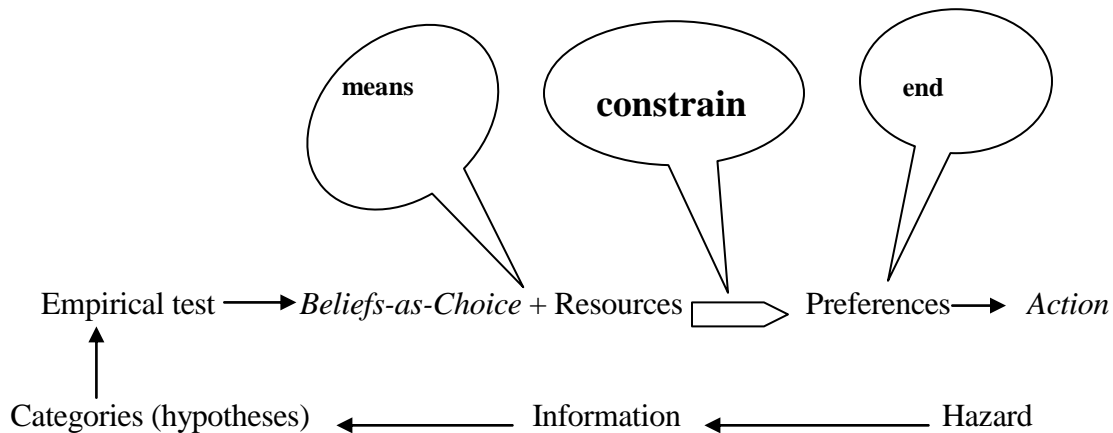 means
constrain
end
Empirical test Beliefs-as-Choice + Resources Preferences Action
Categories (hypotheses) Information Hazard